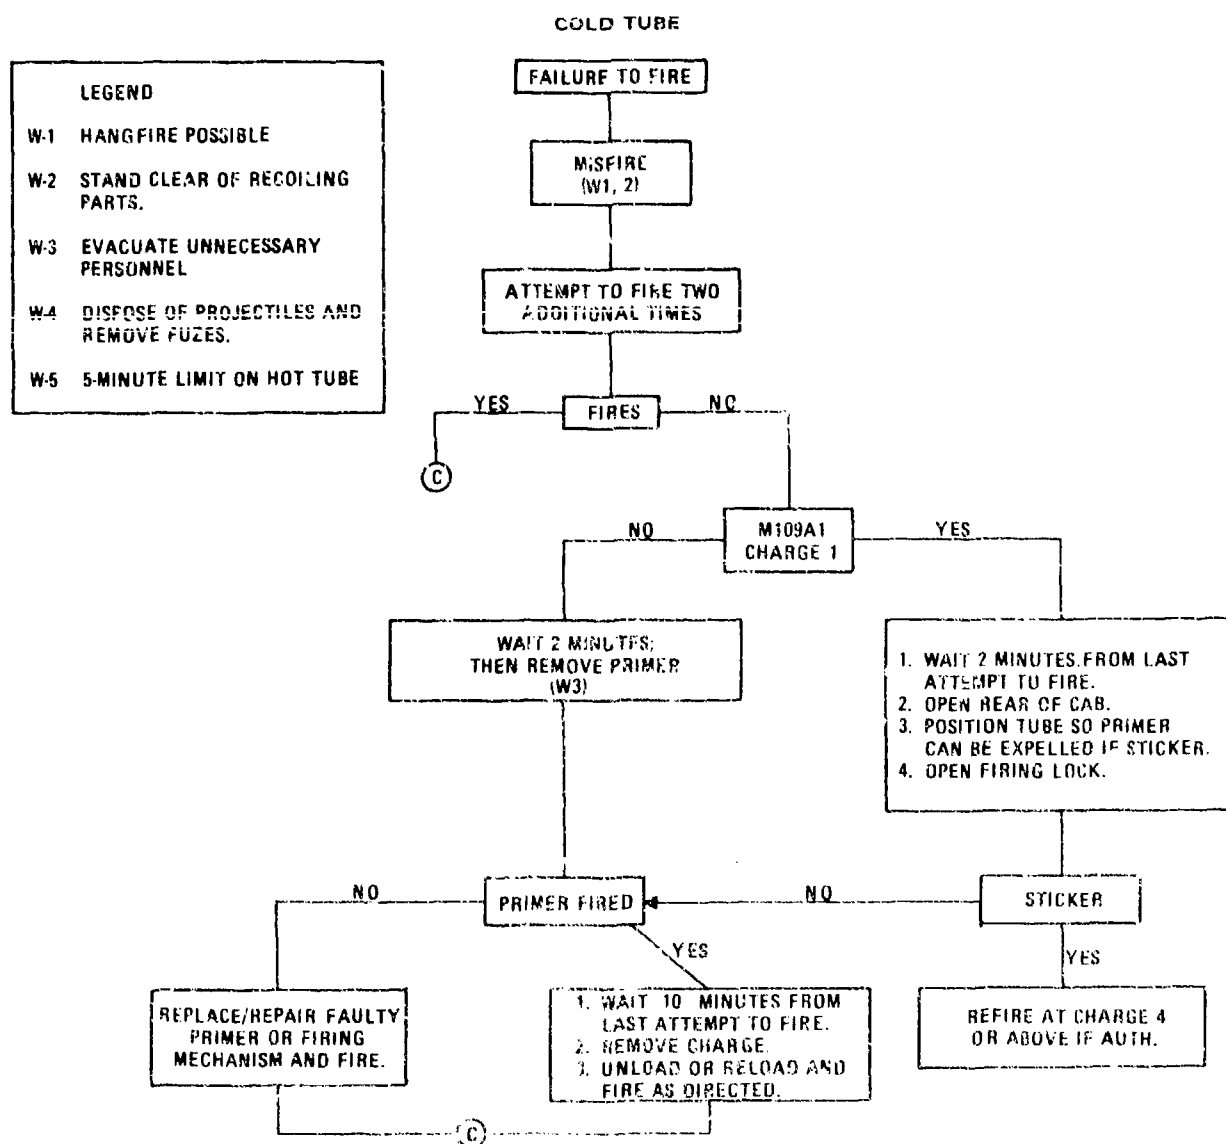 COLD TUBE
FAILURE TO FIRE
LEGEND
W-1 HANGFIRE POSSIBLE
W-2 STAND CLEAR OF RECOILING
PARTS.
W-3 EVACUATE UNNECESSARY
PERSONNEL
W-4 DISPOSE OF PROJECTILES AND
REMOVE FUZES.
W-5 5-MINUTE LIMIT ON HOT TUBE
MISFIRE
(W1, 2)
ATTEMPT TO FIRE TWO
ADDITIONAL TIMES
YES
FIRES
NO
C
NO
M109A1
CHARGE 1
YES
WAIT 2 MINUTES;
THEN REMOVE PRIMER
(W3)
1. WAIT 2 MINUTES FROM LAST
ATTEMPT TO FIRE.
2. OPEN REAR OF CAB.
3. POSITION TUBE SO PRIMER
CAN BE EXPELLED IF STICKER.
4. OPEN FIRING LOCK.
NO
PRIMER FIRED
NO
STICKER
YES
YES
REPLACE/REPAIR FAULTY
PRIMER OR FIRING
MECHANISM AND FIRE.
1. WAIT 10 MINUTES FROM
LAST ATTEMPT TO FIRE.
2. REMOVE CHARGE.
3. UNLOAD OR RELOAD AND
FIRE AS DIRECTED.
REFIRE AT CHARGE 4
OR ABOVE IF AUTH.
C